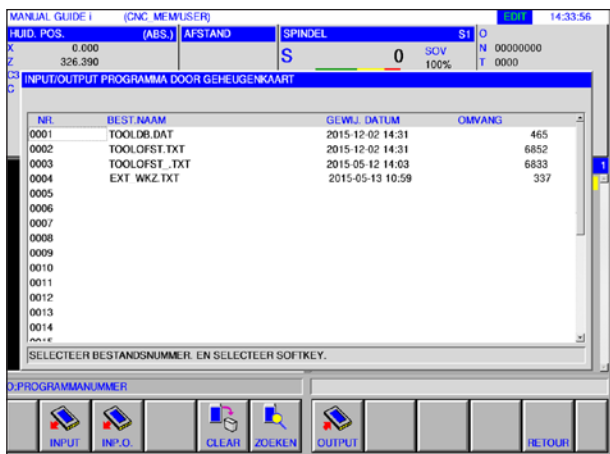 MANUAL GUIDE i (CNC_MEM/USER) EDIT 14:33:56
HUID. POS. (ABS.) AFSTAND SPINDEL S1 O
X 0.000 S 0 SOV 100% N 00000000
Z 326.390 T 0000
C3
C
INPUT/OUTPUT PROGRAMMA DOOR GEHEUGENKAART
NR. BEST.NAAM GEWIJ. DATUM OMVANG
0001 TOOLDB.DAT 2015-12-02 14:31 465
0002 TOOLOFST.TXT 2015-12-02 14:31 6852
0003 TOOLOFST_.TXT 2015-05-12 14:03 6833
0004 EXT WKZ.TXT 2015-05-13 10:59 337
0005
0006
0007
0008
0009
0010
0011
0012
0013
0014
1
SELECTEER BESTANDSNUMMER. EN SELECTEER SOFTKEY.
O:PROGRAMMANUMMER
INPUT INP.O. CLEAR ZOEKEN OUTPUT RETOUR